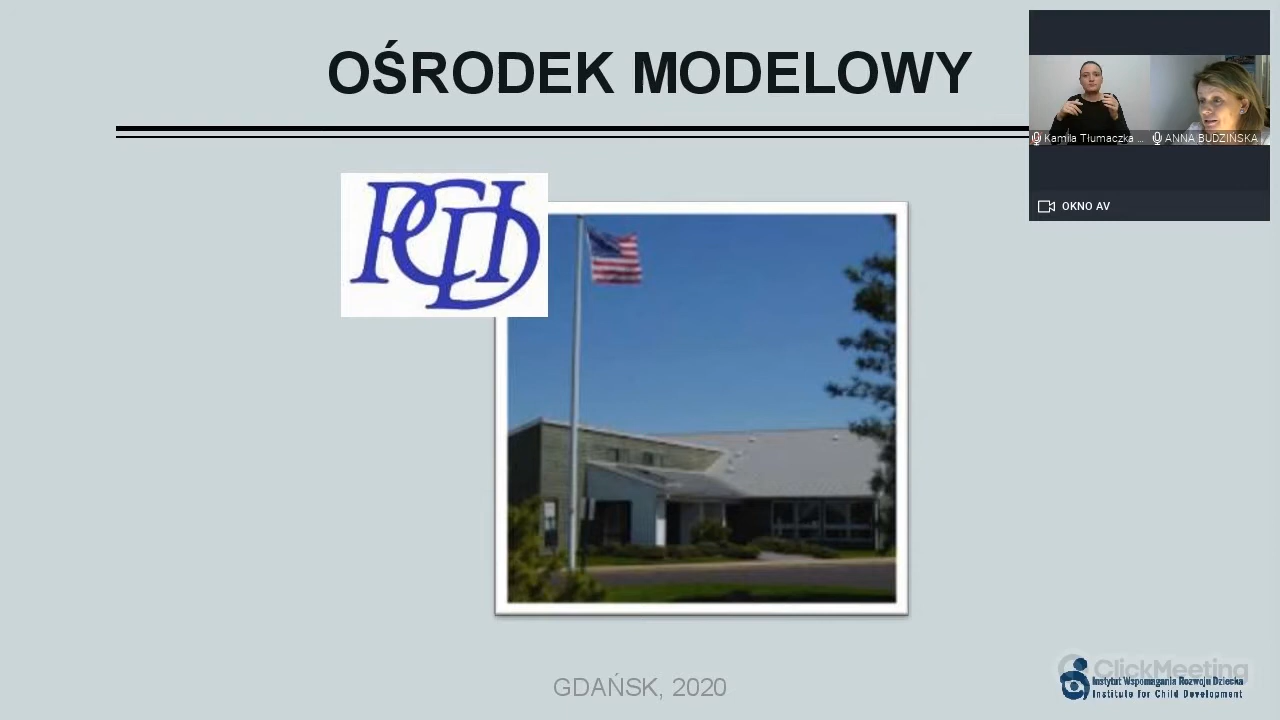 OŚRODEK MODELOWY
PCDI
Kamila Tłumaczka ...
ANNA BUDZIŃSKA
OKNO AV
GDAŃSK, 2020
ClickMeeting
Instytut Wspomagania Rozwoju Dziecka
Institute for Child Development